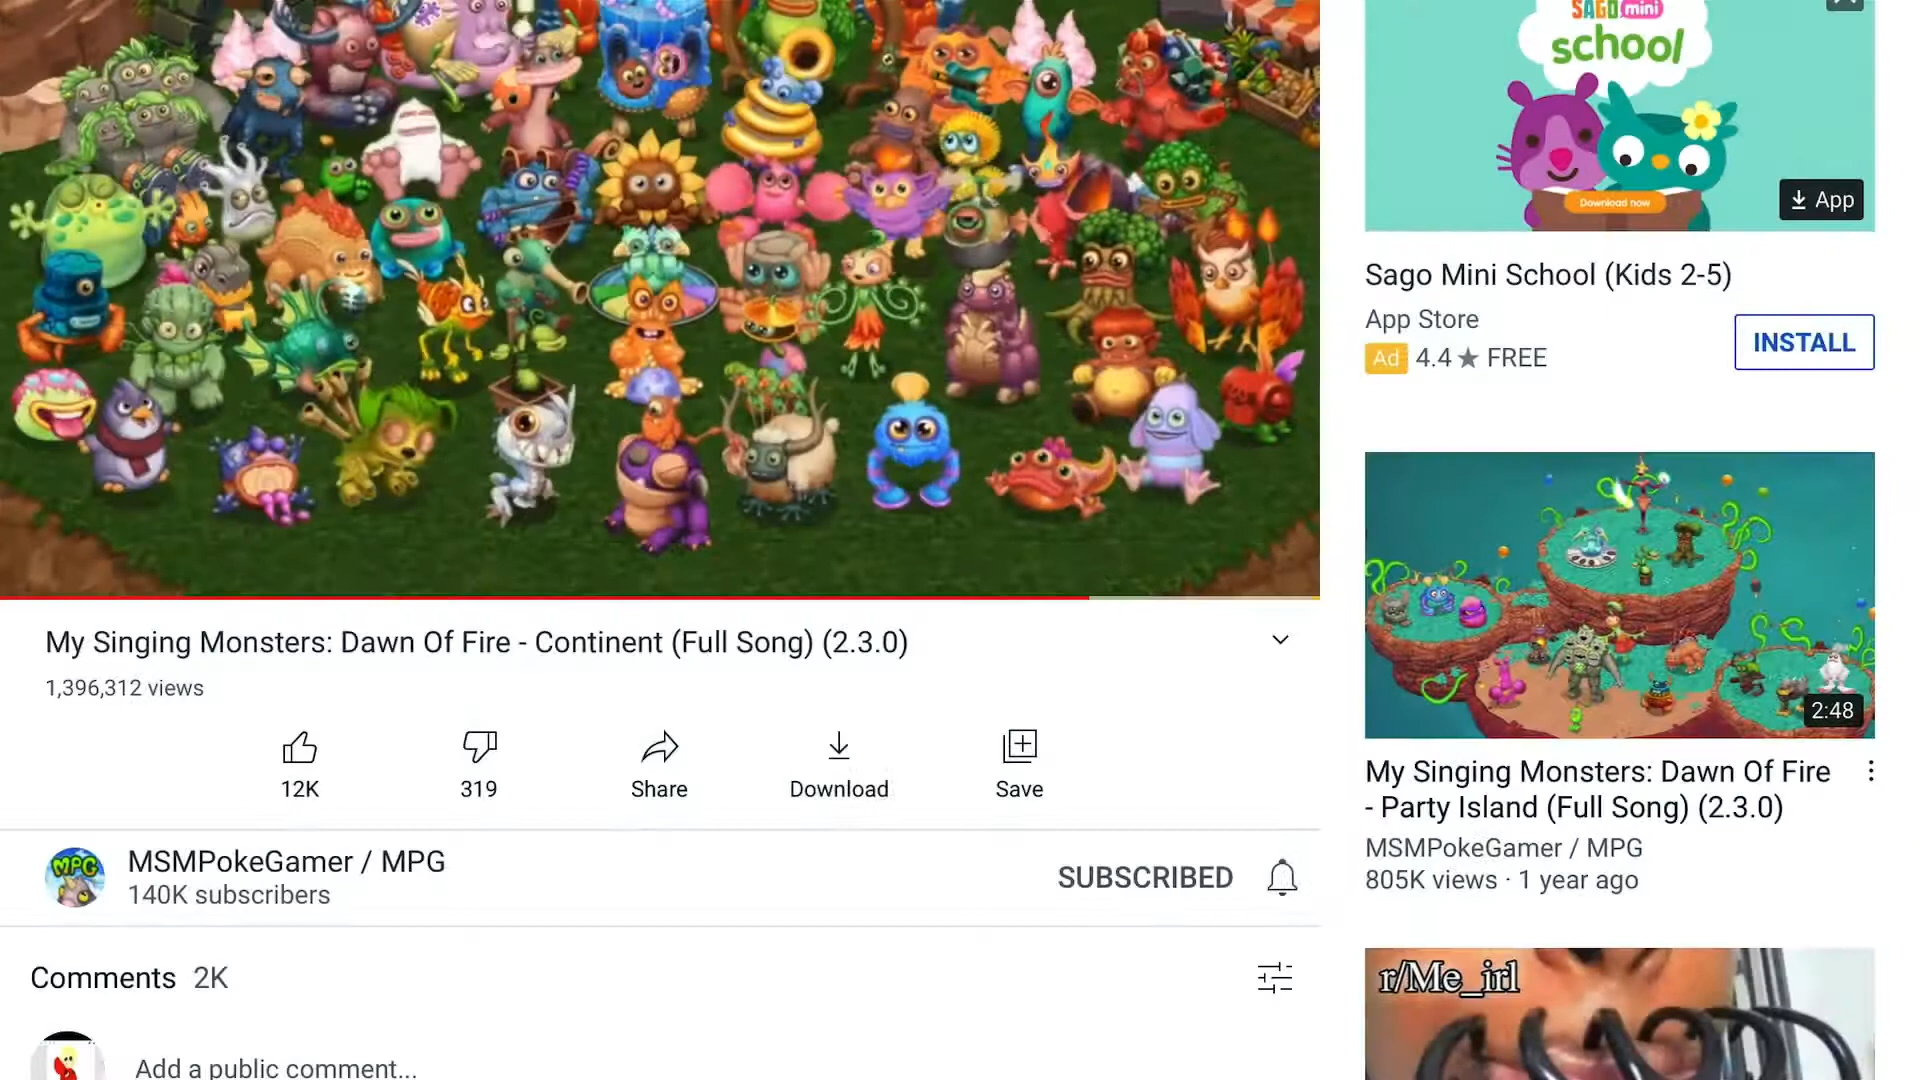 SAGO mini
school
Download now
App
Sago Mini School (Kids 2-5)
App Store
Ad 4.4 ★ FREE
INSTALL
My Singing Monsters: Dawn Of Fire - Continent (Full Song) (2.3.0)
1,396,312 views
12K
319
Share
Download
Save
MSMPokeGamer / MPG
140K subscribers
SUBSCRIBED
MPG
Comments 2K
Add a public comment...
2:48
My Singing Monsters: Dawn Of Fire
- Party Island (Full Song) (2.3.0)
MSMPokeGamer / MPG
805K views · 1 year ago
r/Me_irl